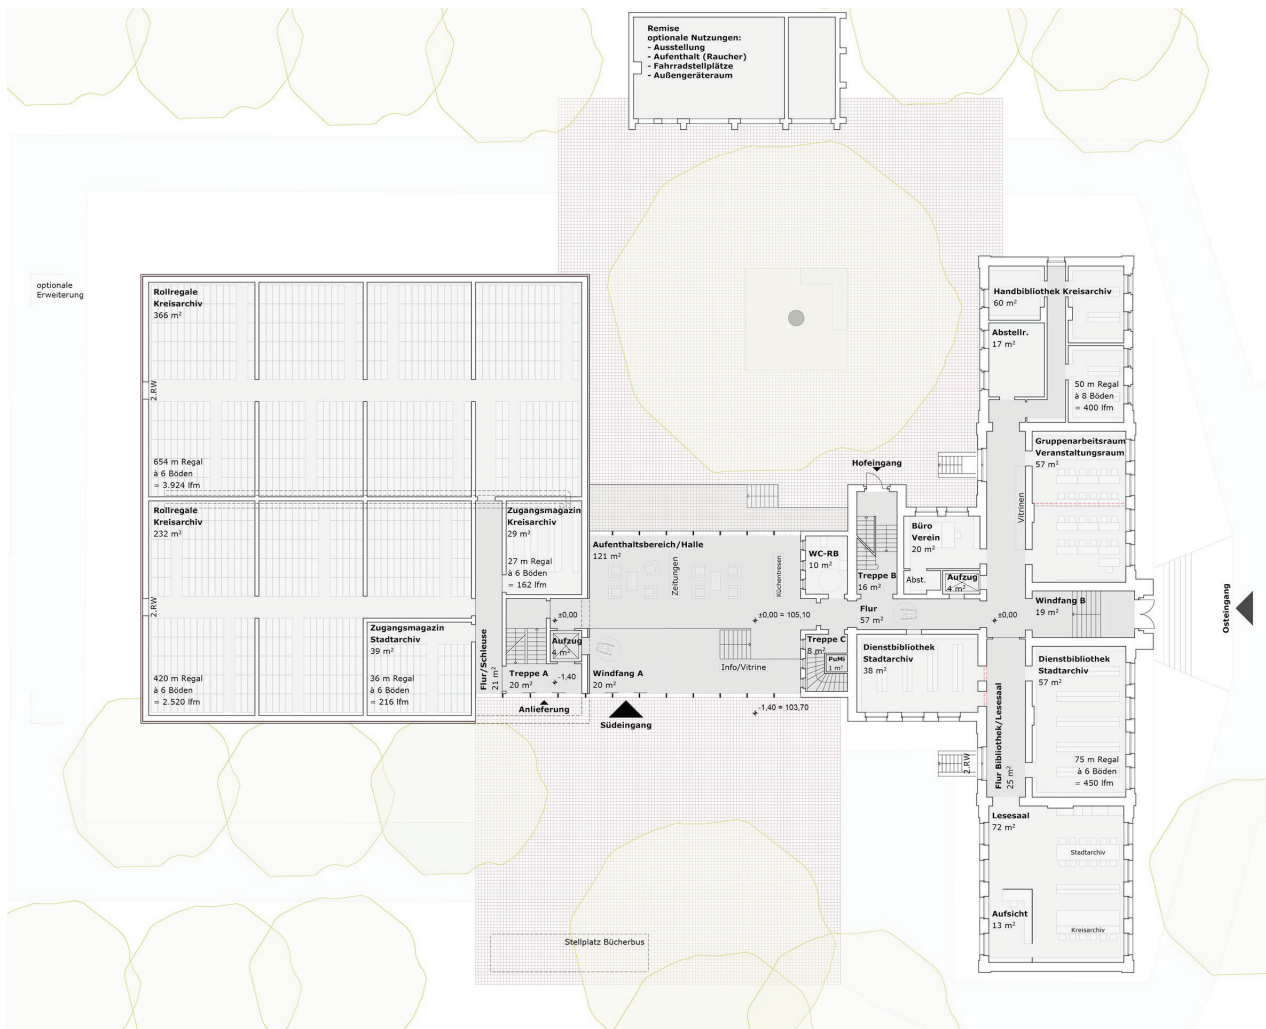 Remise
optionale Nutzungen:
- Ausstellung
- Aufenthalt (Raucher)
- Fahrradstellplätze
- Außengeräteraum
optionale
Erweiterung
Rollregale
Kreisarchiv
366 m²
2.RW
654 m Regal
à 6 Böden
= 3.924 lfm
Rollregale
Kreisarchiv
232 m²
2.RW
420 m Regal
à 6 Böden
= 2.520 lfm
Zugangsmagazin
Stadtarchiv
39 m²
36 m Regal
à 6 Böden
= 216 lfm
Zugangsmagazin
Kreisarchiv
29 m²
27 m Regal
à 6 Böden
= 162 lfm
Flur/Schleuse
21 m²
Treppe A
20 m²
Aufzug
4 m²
±0,00
-1,40
Anlieferung
Aufenthaltsbereich/Halle
121 m²
Zeitungen
Küchentresen
±0,00 = 105,10
Windfang A
20 m²
Info/Vitrine
Südeingang
-1,40 = 103,70
WC-RB
10 m²
Hofeingang
Treppe B
16 m²
Treppe C
8 m²
PuMi
1 m²
Büro
Verein
20 m²
Abst.
Aufzug
4 m²
Flur
57 m²
±0,00
Dienstbibliothek
Stadtarchiv
38 m²
Handbibliothek Kreisarchiv
60 m²
Abstellr.
17 m²
50 m Regal
à 8 Böden
= 400 lfm
Gruppenarbeitsraum
Veranstaltungsraum
57 m²
Vitrinen
Windfang B
19 m²
Osteingang
Dienstbibliothek
Stadtarchiv
57 m²
75 m Regal
à 6 Böden
= 450 lfm
Flur Bibliothek/Lesesaal
25 m²
2.RW
Lesesaal
72 m²
Stadtarchiv
Aufsicht
13 m²
Kreisarchiv
Stellplatz Bücherbus